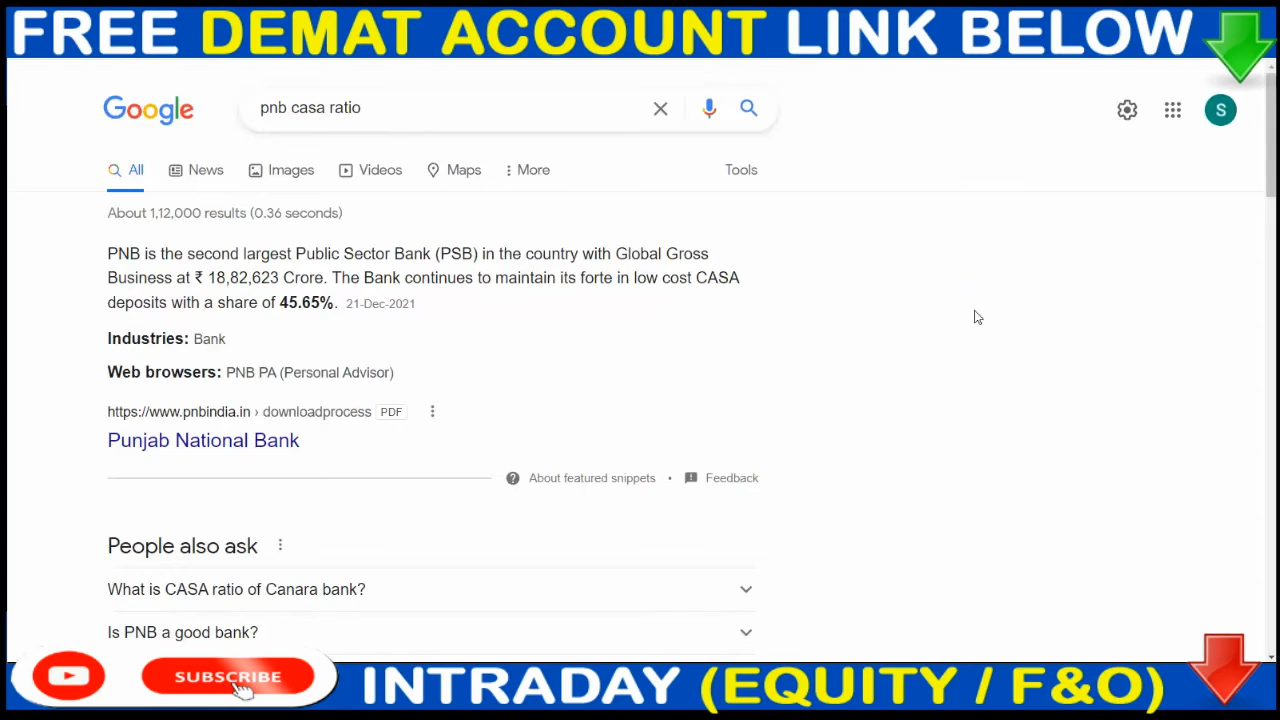 FREE DEMAT ACCOUNT LINK BELOW
Google
pnb casa ratio
S
All News Images Videos Maps More Tools
About 1,12,000 results (0.36 seconds)
PNB is the second largest Public Sector Bank (PSB) in the country with Global Gross
Business at ₹ 18,82,623 Crore. The Bank continues to maintain its forte in low cost CASA
deposits with a share of 45.65%. 21-Dec-2021
Industries: Bank
Web browsers: PNB PA (Personal Advisor)
https://www.pnbindia.in › downloadprocess PDF
Punjab National Bank
About featured snippets • Feedback
People also ask
What is CASA ratio of Canara bank?
Is PNB a good bank?
SUBSCRIBE
INTRADAY (EQUITY / F&O)